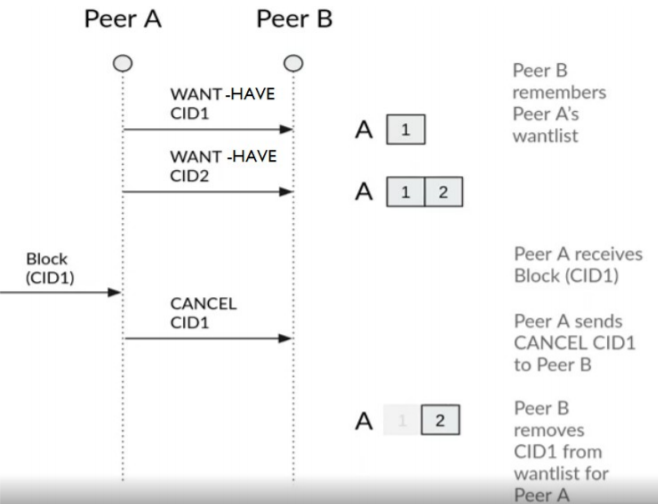 Peer A
Peer B
WANT -HAVE
CID1
A 1
Peer B
remembers
Peer A's
wantlist
WANT -HAVE
CID2
A 1 2
Block
(CID1)
Peer A receives
Block (CID1)
CANCEL
CID1
Peer A sends
CANCEL CID1
to Peer B
A 1 2
Peer B
removes
CID1 from
wantlist for
Peer A